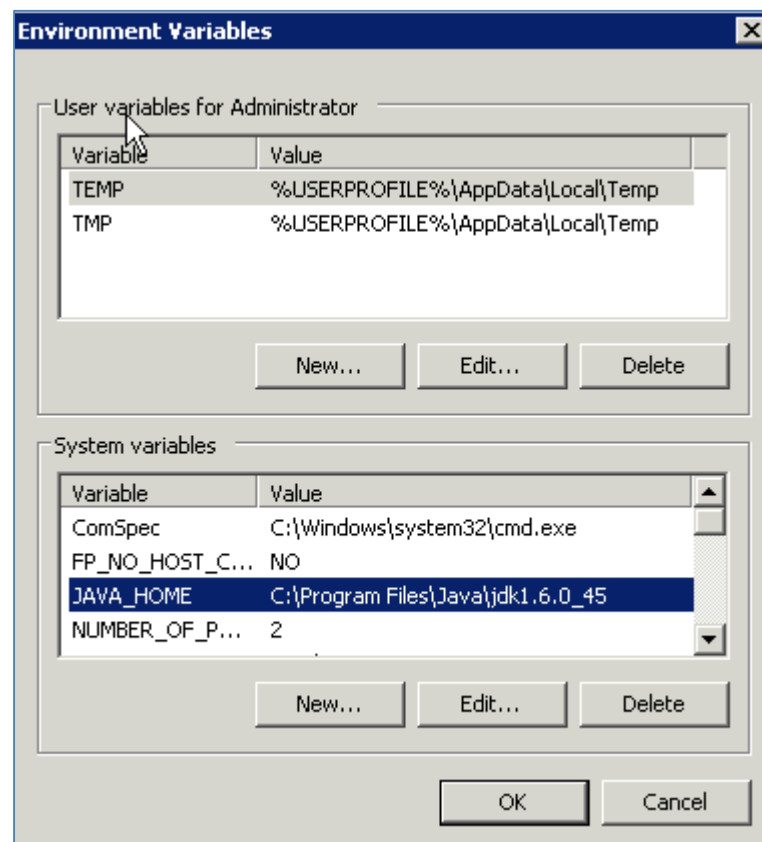 Environment Variables
User variables for Administrator
Variable Value
TEMP %USERPROFILE%\AppData\Local\Temp
TMP %USERPROFILE%\AppData\Local\Temp
New... Edit... Delete
System variables
Variable Value
ComSpec C:\Windows\system32\cmd.exe
FP_NO_HOST_C... NO
JAVA_HOME C:\Program Files\Java\jdk1.6.0_45
NUMBER_OF_P... 2
New... Edit... Delete
OK Cancel